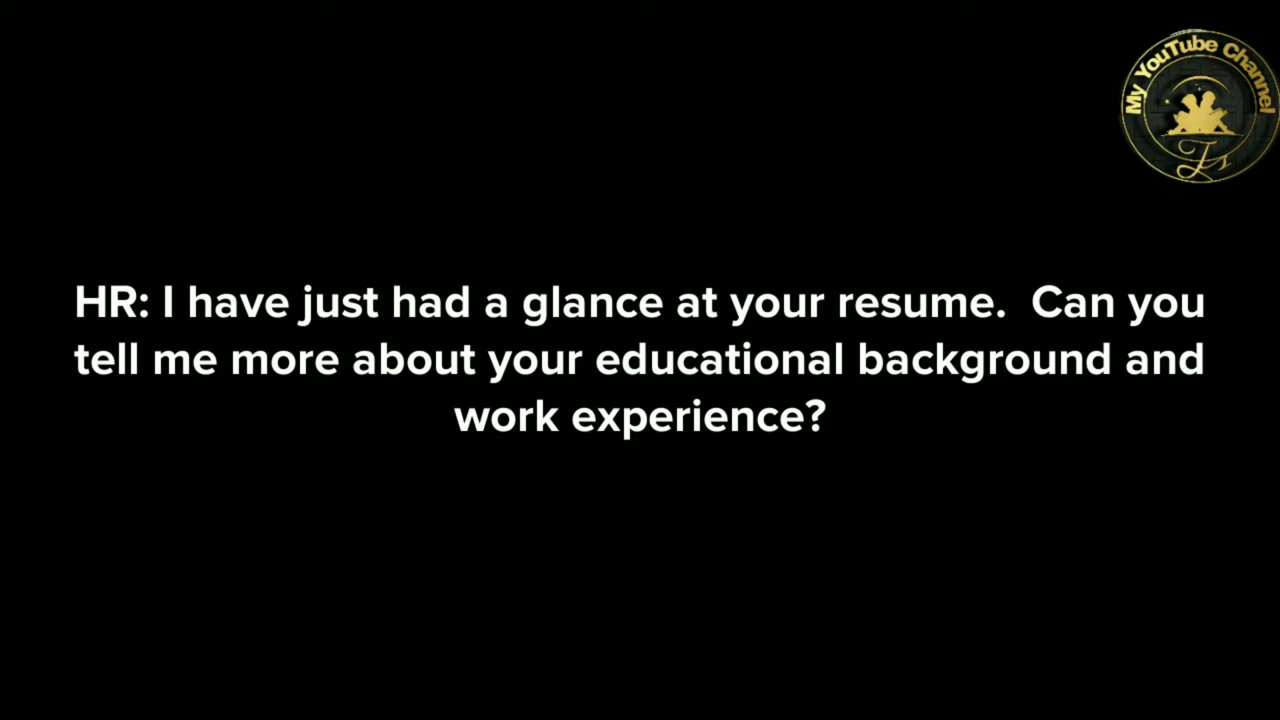 My YouTube Channel
HR: I have just had a glance at your resume.  Can you
tell me more about your educational background and
work experience?